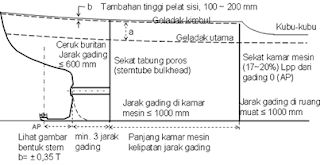 b Tambahan tinggi pelat sisi, 100 ~ 200 mm
Geladak kimbul
Kubu-kubu
a
Geladak utama
Ceruk buritan
Jarak gading
≤ 600 mm
Sekat tabung poros
(sterntube bulkhead)
Jarak gading di kamar
mesin ≤ 1000 mm
Sekat kamar mesin
(17~20%) Lpp dari
gading 0 (AP)
Jarak gading di ruang
muat ≤ 1000 mm
AP
Lihat gambar
bentuk stern
b= ± 0,35 T
min. 3 jarak
gading
Panjang kamar mesin
kelipatan jarak gading